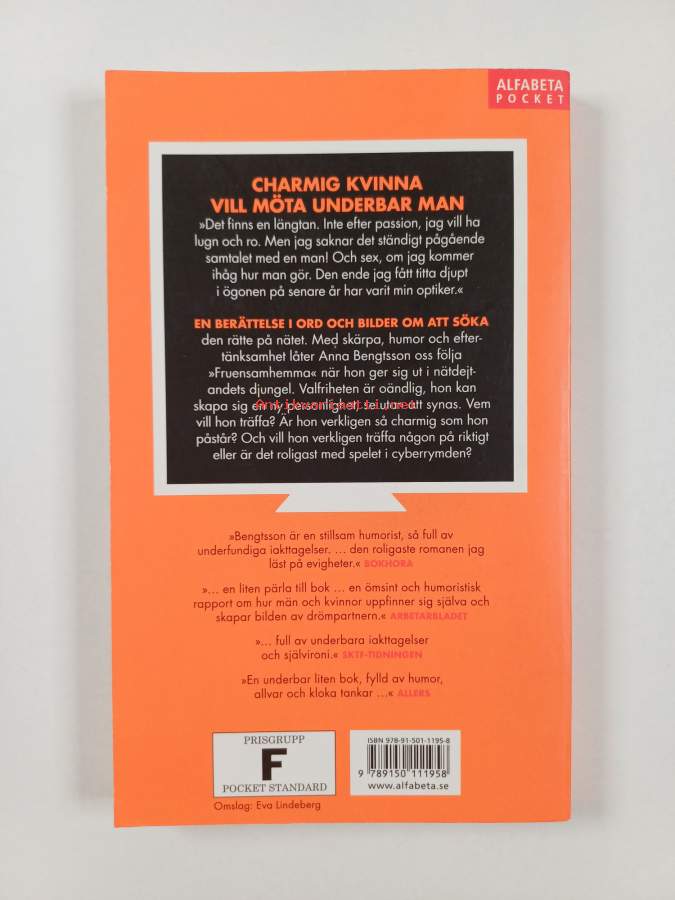 ALFABETA
POCKET
CHARMIG KVINNA
VILL MÖTA UNDERBAR MAN
»Det finns en längtan. Inte efter passion, jag vill ha
lugn och ro. Men jag saknar det ständigt pågående
samtalet med en man! Och sex, om jag kommer
ihåg hur man gör. Den ende jag fått titta djupt
i ögonen på senare år har varit min optiker.«
EN BERÄTTELSE I ORD OCH BILDER OM ATT SÖKA
den rätte på nätet. Med skärpa, humor och efter-
tänksamhet låter Anna Bengtsson oss följa
»Fruensamhemma« när hon ger sig ut i nätdejt-
andets djungel. Valfriheten är oändlig, hon kan
skapa sig en ny personlighet, att synas. Vem
Antikvariaatti.net
vill hon träffa? Är hon verkligen så charmig som hon
påstår? Och vill hon verkligen träffa någon på riktigt
eller är det roligast med spelet i cyberrymden?
»Bengtsson är en stillsam humorist, så full av
underfundiga iakttagelser. ... den roligaste romanen jag
läst på evigheter.« BOKHORA
»... en liten pärla till bok ... en ömsint och humoristisk
rapport om hur män och kvinnor uppfinner sig själva och
skapar bilden av drömpartnern.« ARBETARBLADET
»... full av underbara iakttagelser
och självironi.« SKTF-TIDNINGEN
»En underbar liten bok, fylld av humor,
allvar och kloka tankar ...« ALLERS
PRISGRUPP
F
POCKET STANDARD
Omslag: Eva Lindeberg
ISBN 978-91-501-1195-8
9 789150 111958
www.alfabeta.se